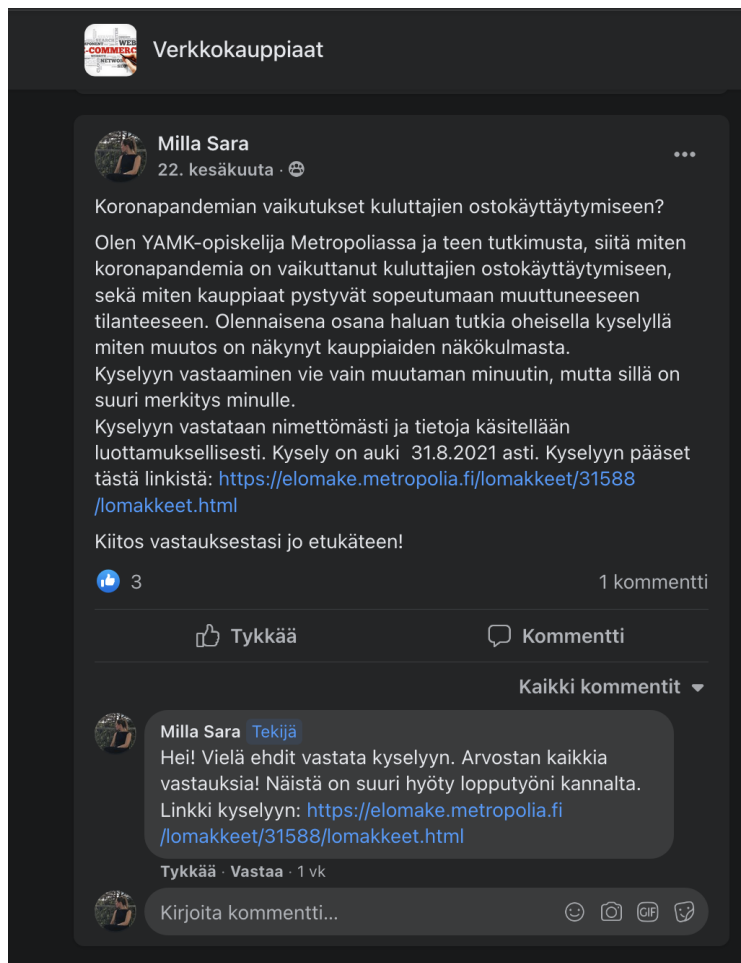 SEARCH WEB
COMPONENT
-COMMERC
NETWORK
Verkkokauppiaat
Milla Sara
22. kesäkuuta ·
Koronapandemian vaikutukset kuluttajien ostokäyttäytymiseen?
Olen YAMK-opiskelija Metropoliassa ja teen tutkimusta, siitä miten
koronapandemia on vaikuttanut kuluttajien ostokäyttäytymiseen,
sekä miten kauppiaat pystyvät sopeutumaan muuttuneeseen
tilanteeseen. Olennaisena osana haluan tutkia oheisella kyselyllä
miten muutos on näkynyt kauppiaiden näkökulmasta.
Kyselyyn vastaaminen vie vain muutaman minuutin, mutta sillä on
suuri merkitys minulle.
Kyselyyn vastataan nimettömästi ja tietoja käsitellään
luottamuksellisesti. Kysely on auki 31.8.2021 asti. Kyselyyn pääset
tästä linkistä: https://elomake.metropolia.fi/lomakkeet/31588
/lomakkeet.html
Kiitos vastauksestasi jo etukäteen!
3 1 kommentti
Tykkää Kommentti
Kaikki kommentit
Milla Sara Tekijä
Hei! Vielä ehdit vastata kyselyyn. Arvostan kaikkia
vastauksia! Näistä on suuri hyöty lopputyöni kannalta.
Linkki kyselyyn: https://elomake.metropolia.fi
/lomakkeet/31588/lomakkeet.html
Tykkää · Vastaa · 1 vk
Kirjoita kommentti... GIF